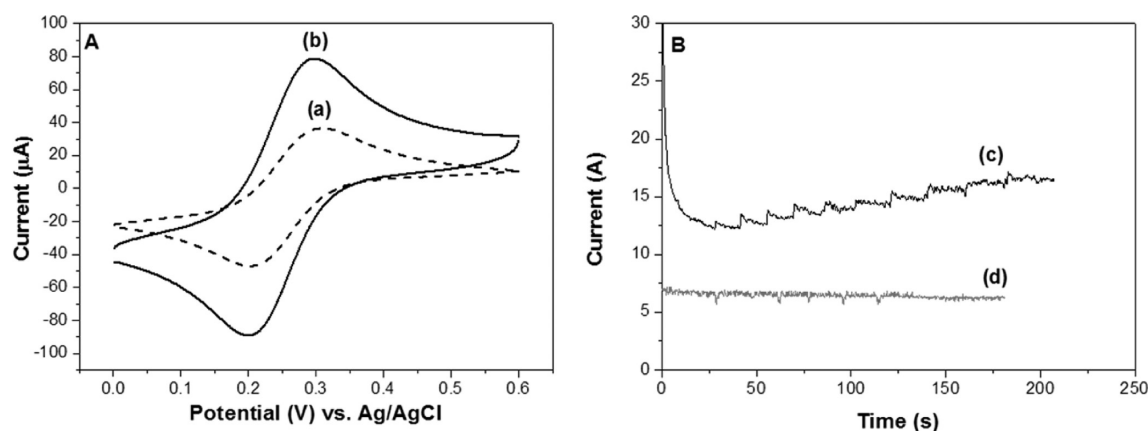 A
(b)
(a)
100
80
60
40
20
0
-20
-40
-60
-80
-100
Current (µA)
0.0 0.1 0.2 0.3 0.4 0.5 0.6
Potential (V) vs. Ag/AgCl
B
(c)
(d)
30
25
20
15
10
5
0
Current (A)
0 50 100 150 200 250
Time (s)